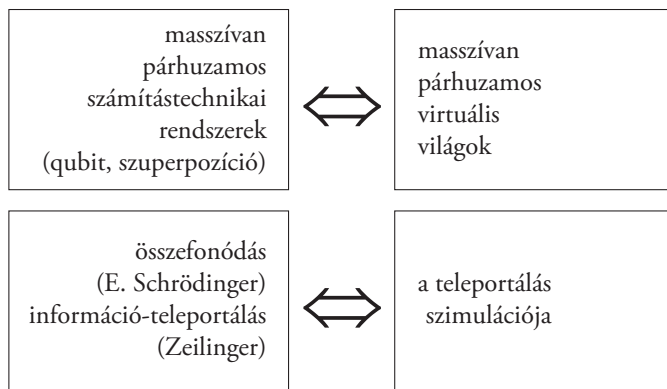 masszívan
párhuzamos
számítástechnikai
rendszerek
(qubit, szuperpozíció)
masszívan
párhuzamos
virtuális
világok
összefonódás
(E. Schrödinger)
információ-teleportálás
(Zeilinger)
a teleportálás
szimulációja